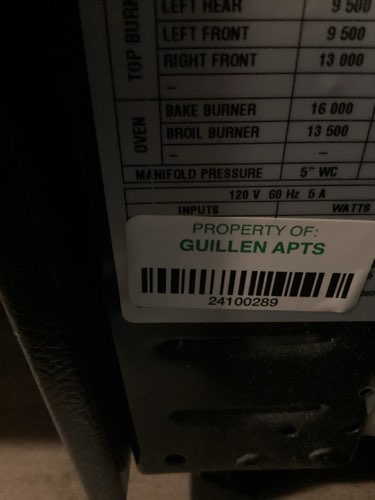 TOP BURN
LEFT REAR 9 500
LEFT FRONT 9 500
RIGHT FRONT 13 000
–
OVEN
BAKE BURNER 16 000
BROIL BURNER 13 500
– –
MANIFOLD PRESSURE 5" WC
120 V 60 Hz 5 A
INPUTS WATTS
PROPERTY OF:
GUILLEN APTS
24100289